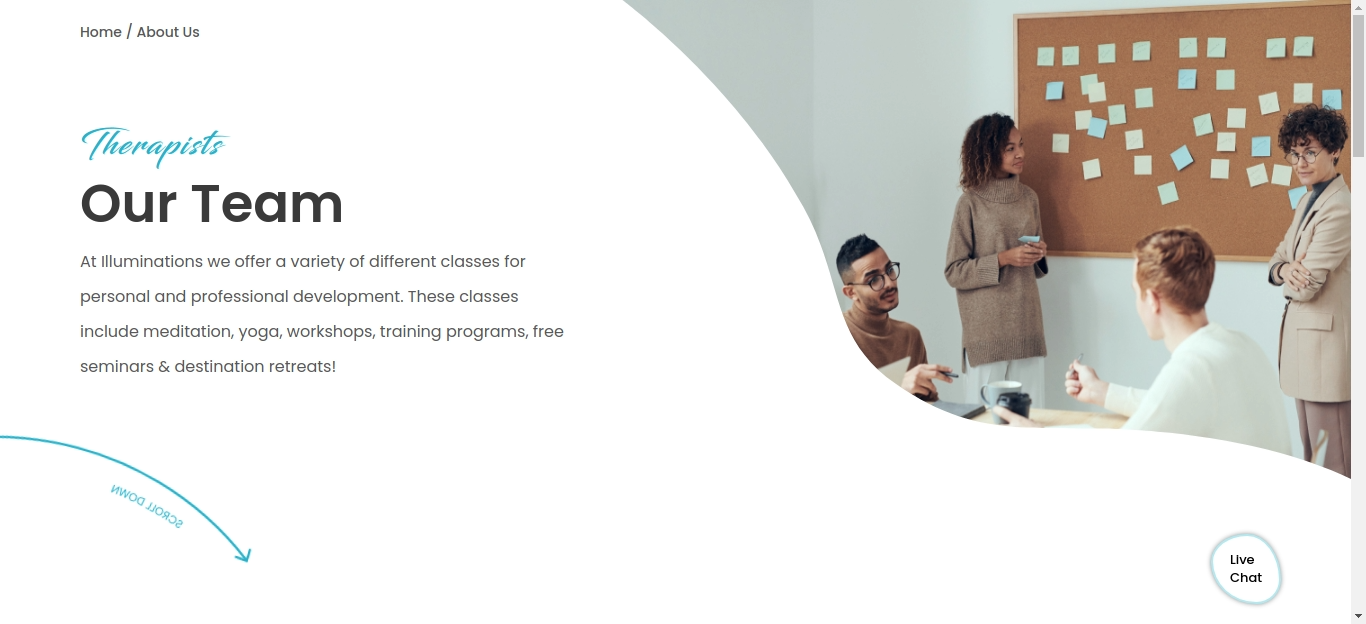 Home / About Us
Therapists
Our Team
At Illuminations we offer a variety of different classes for
personal and professional development. These classes
include meditation, yoga, workshops, training programs, free
seminars & destination retreats!
SCROLL DOWN
Live
Chat